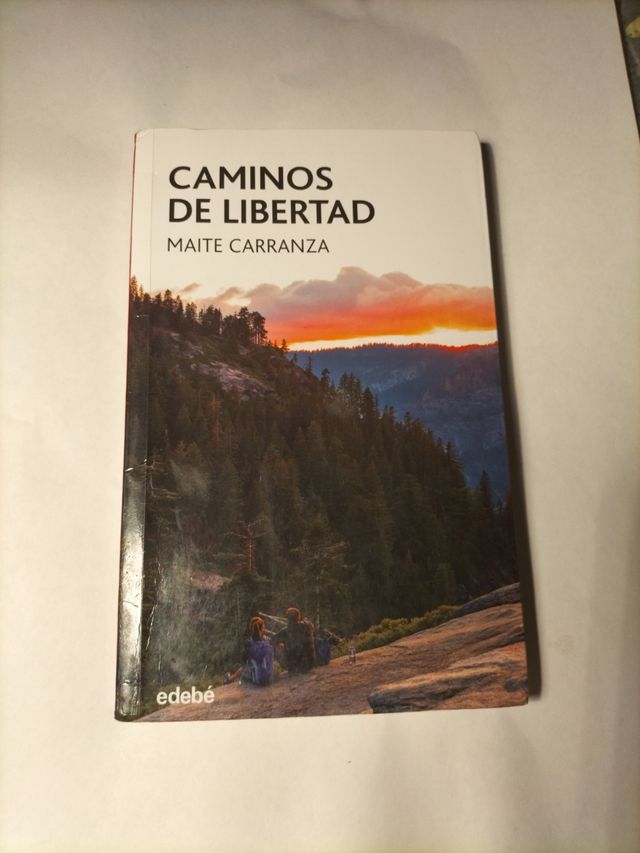 CAMINOS
DE LIBERTAD
MAITE CARRANZA
edebé